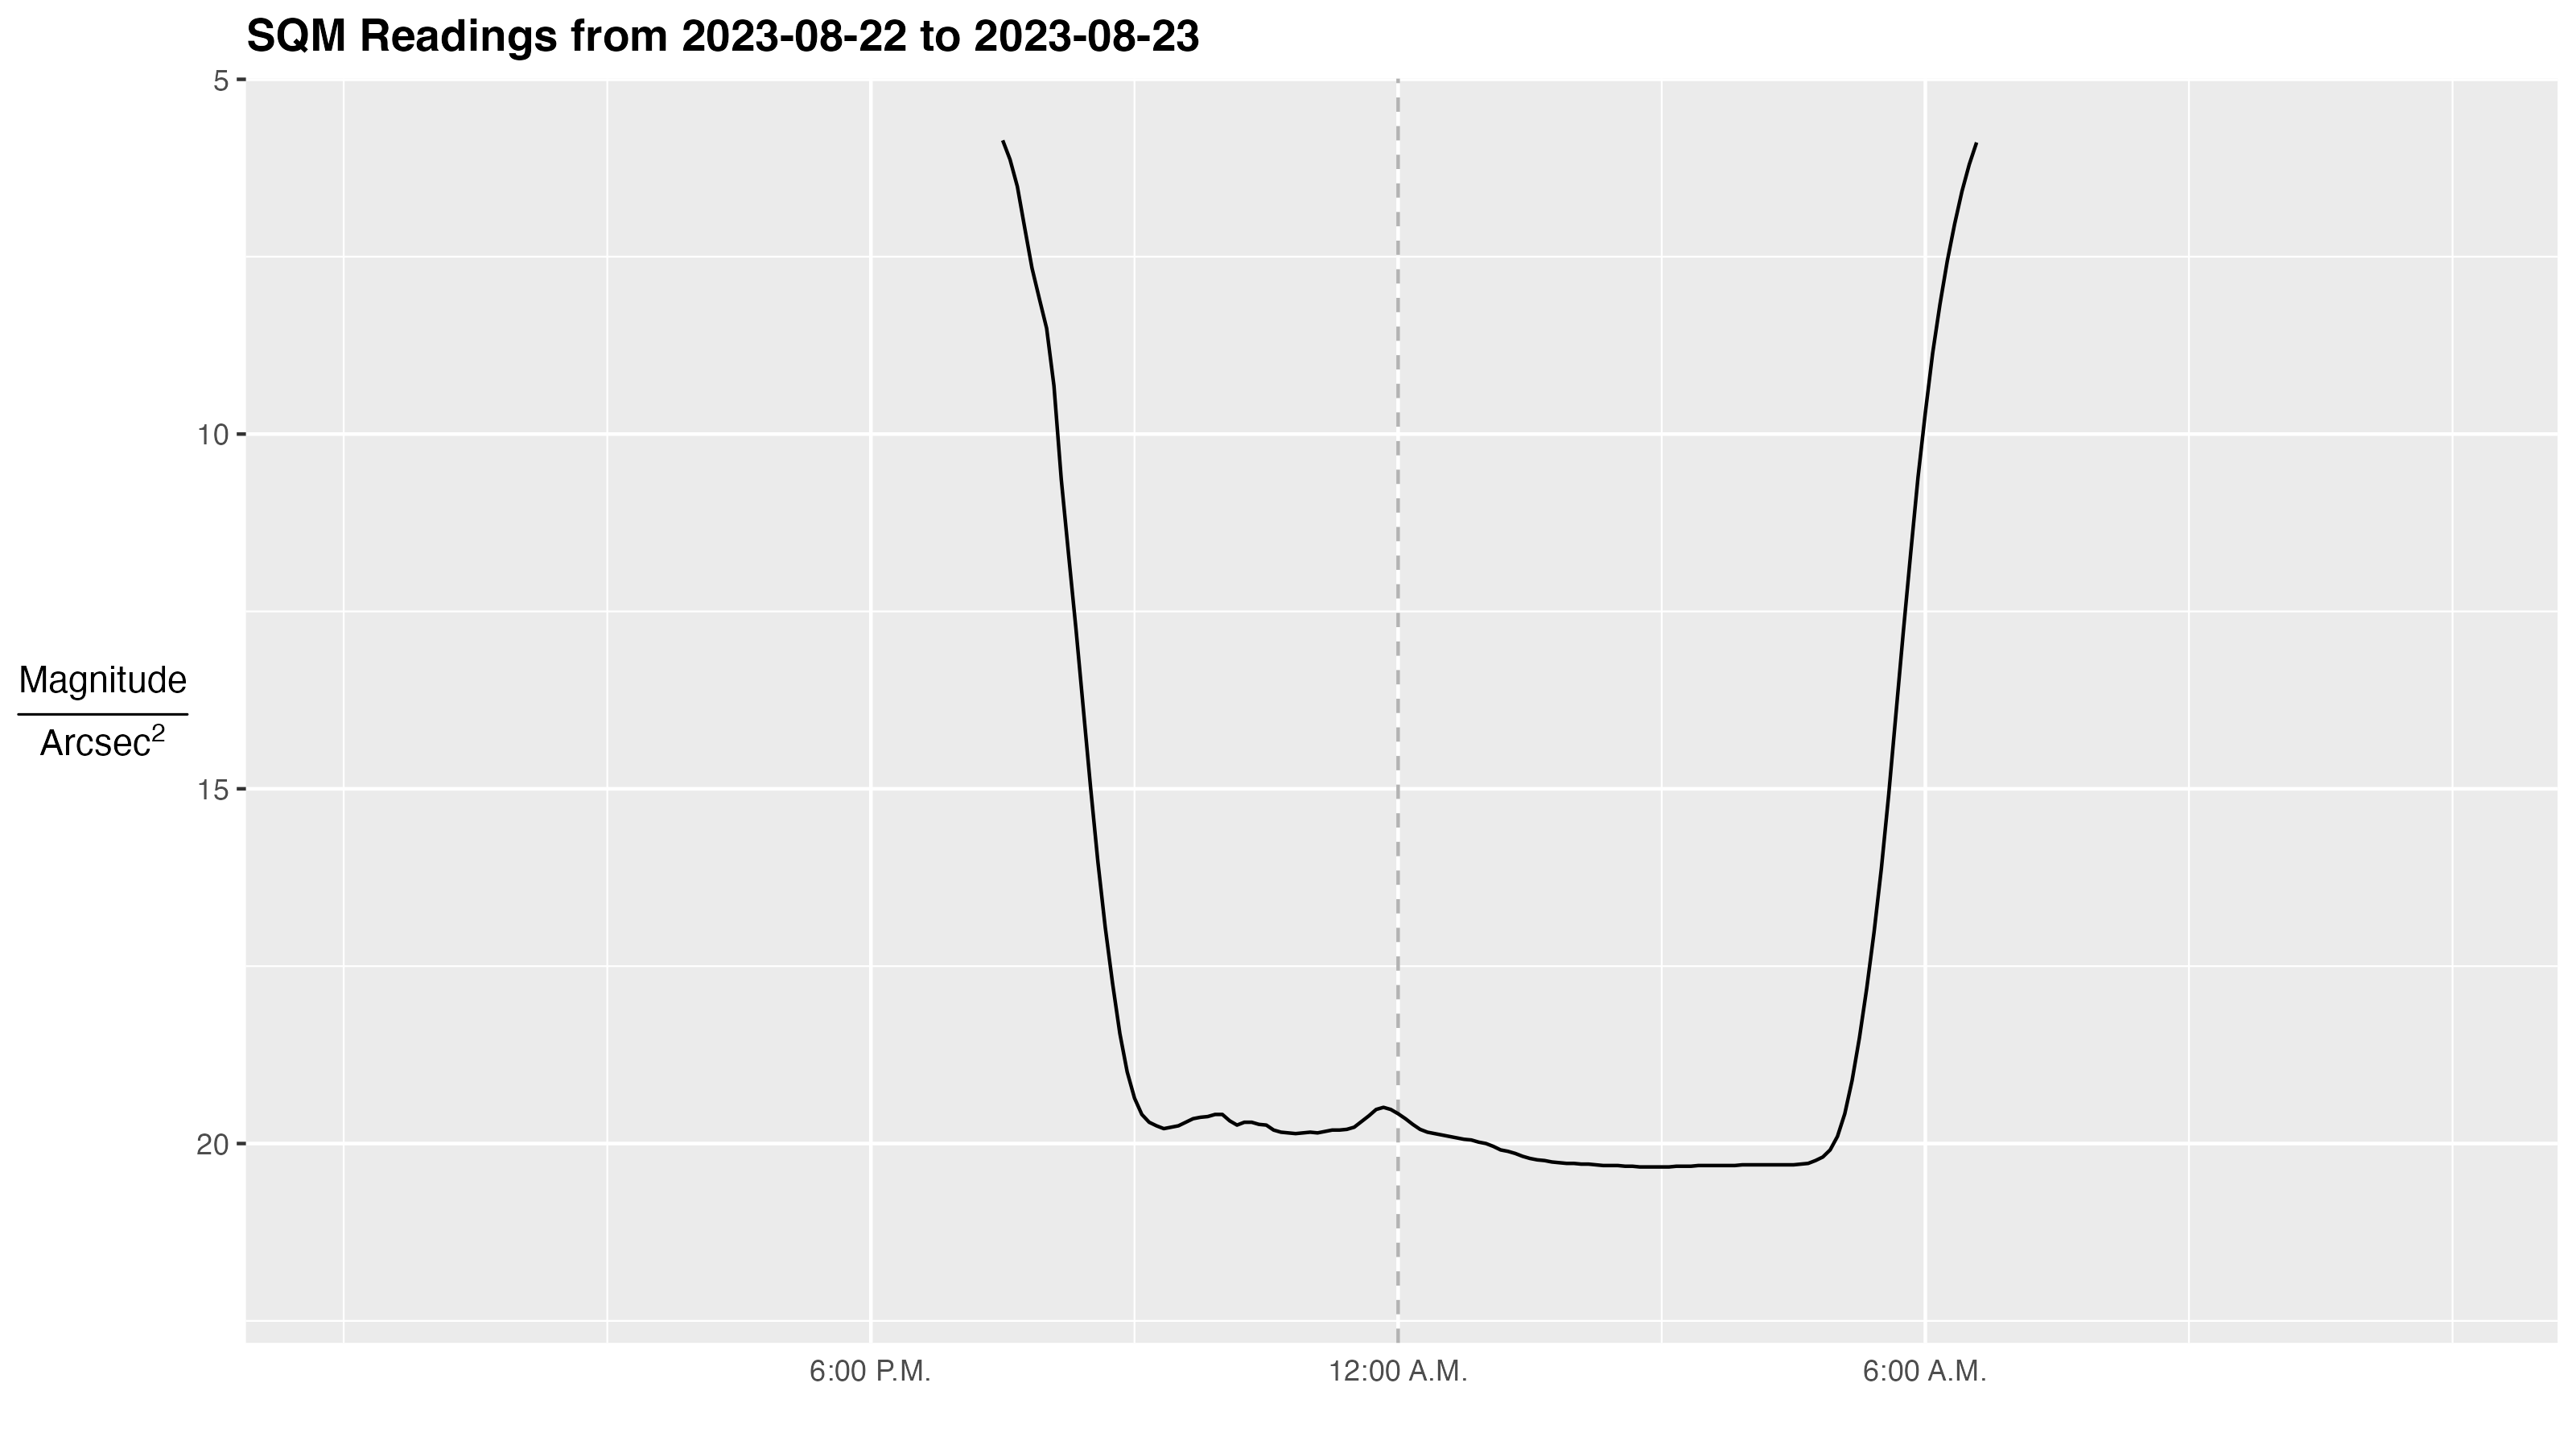 SQM Readings from 2023-08-22 to 2023-08-23
5
10
15
20
Magnitude
Arcsec²
6:00 P.M.
12:00 A.M.
6:00 A.M.